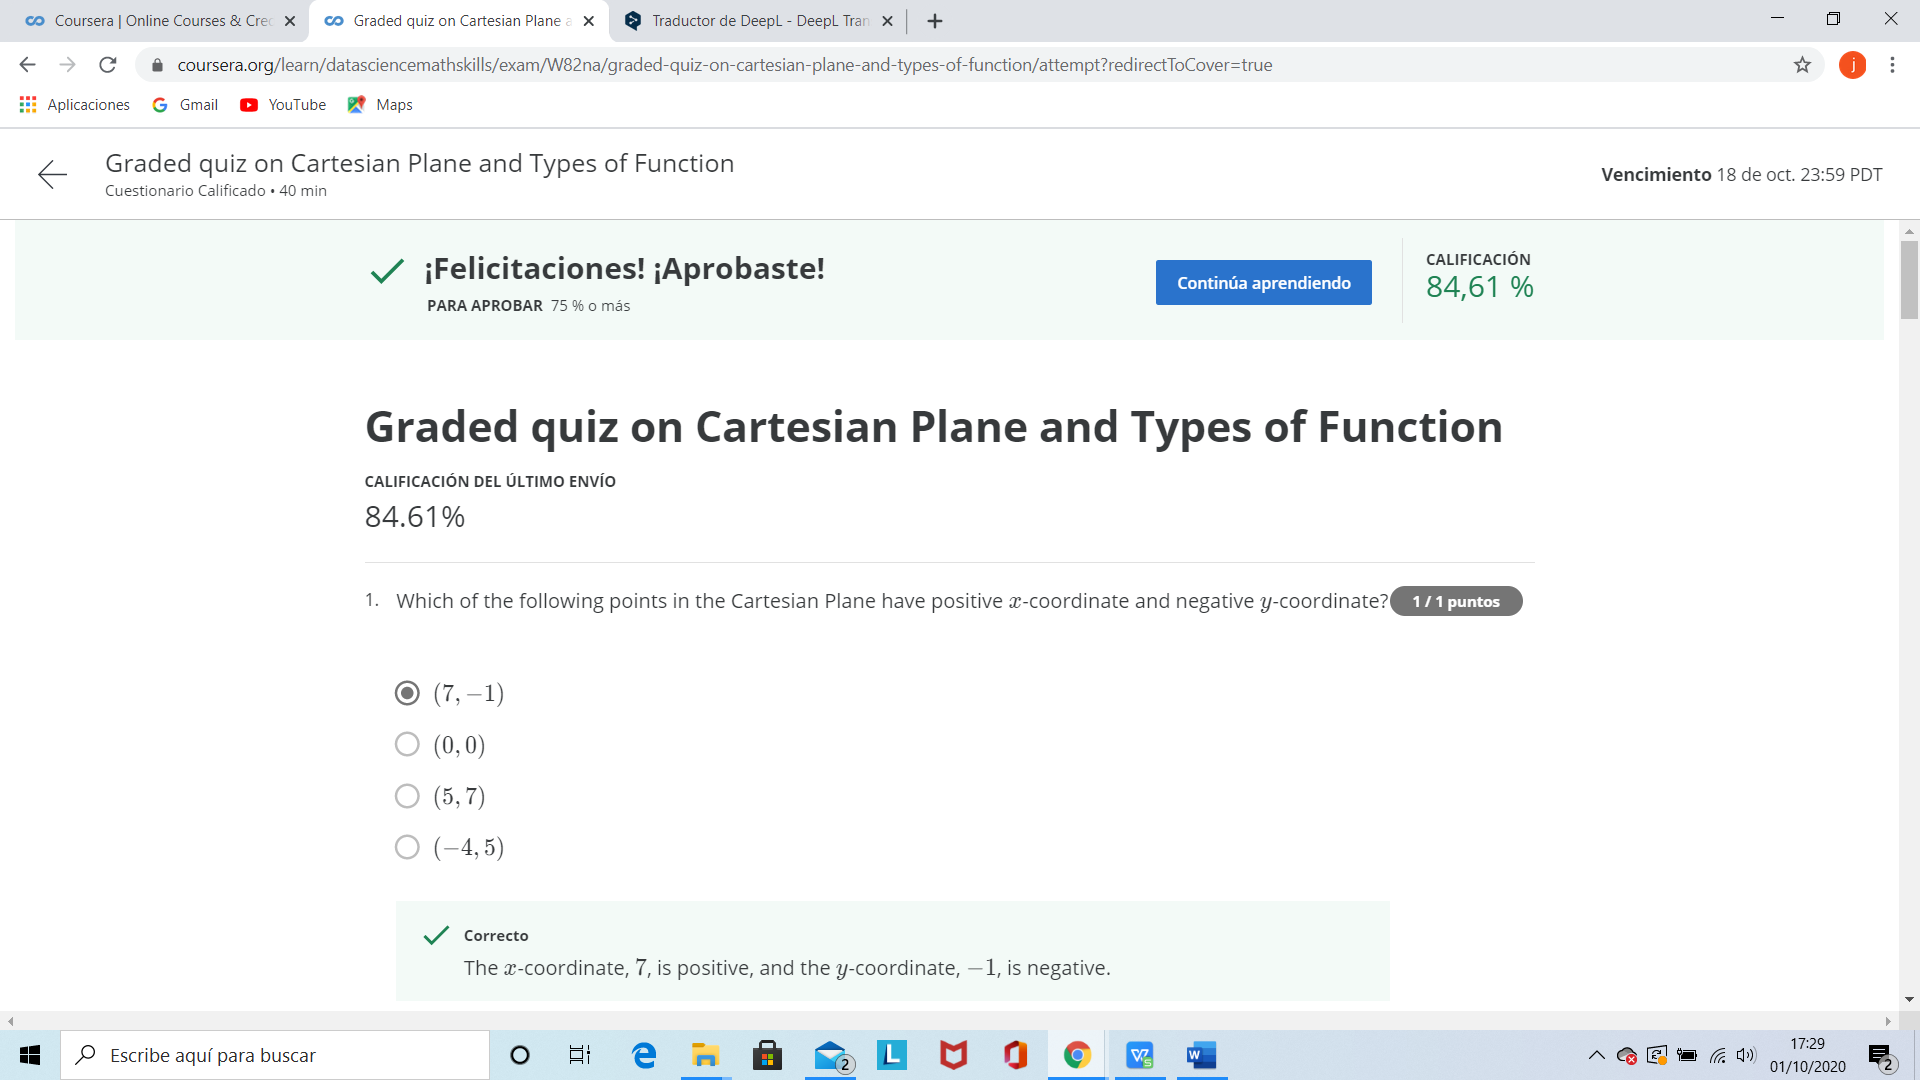 Coursera | Online Courses & Cred
Graded quiz on Cartesian Plane a
Traductor de DeepL - DeepL Tran
coursera.org/learn/datasciencemathskills/exam/W82na/graded-quiz-on-cartesian-plane-and-types-of-function/attempt?redirectToCover=true
j
Aplicaciones
Gmail
YouTube
Maps
Graded quiz on Cartesian Plane and Types of Function
Cuestionario Calificado • 40 min
Vencimiento 18 de oct. 23:59 PDT
¡Felicitaciones! ¡Aprobaste!
PARA APROBAR 75 % o más
Continúa aprendiendo
CALIFICACIÓN
84,61 %
Graded quiz on Cartesian Plane and Types of Function
CALIFICACIÓN DEL ÚLTIMO ENVÍO
84.61%
1. Which of the following points in the Cartesian Plane have positive x-coordinate and negative y-coordinate?
1 / 1 puntos
(7, −1)
(0, 0)
(5, 7)
(−4, 5)
Correcto
The x-coordinate, 7, is positive, and the y-coordinate, −1, is negative.
Escribe aquí para buscar
2
L
W
17:29
01/10/2020
2